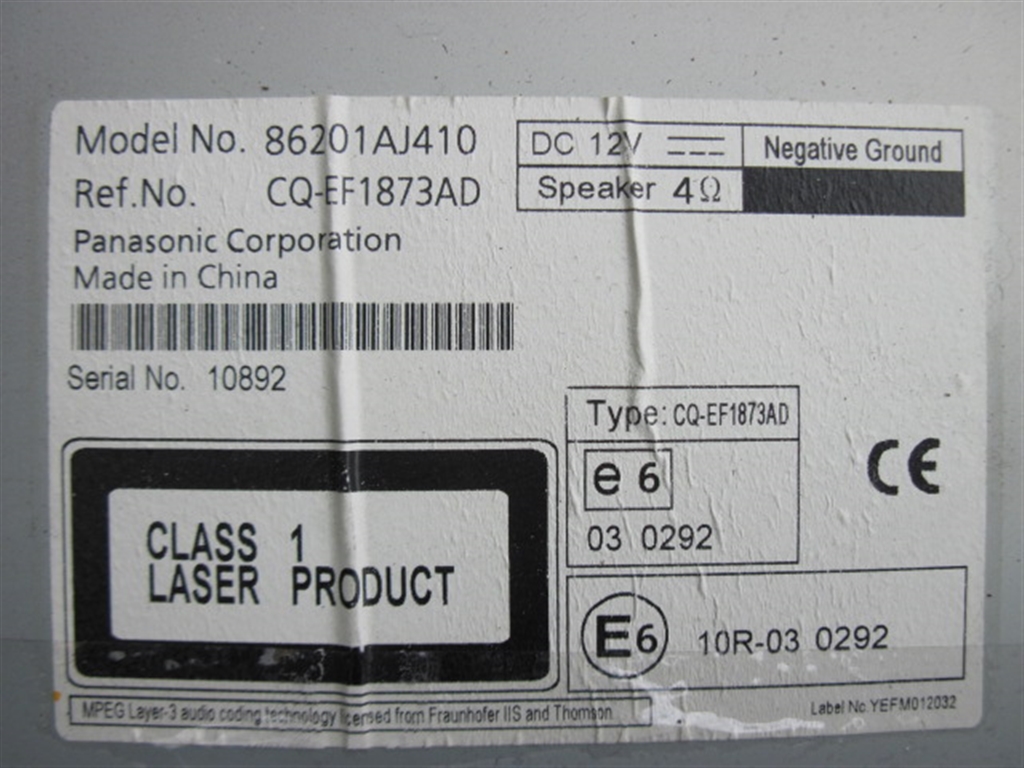 Model No. 86201AJ410
Ref.No. CQ-EF1873AD
Panasonic Corporation
Made in China
Serial No. 10892
DC 12V
Negative Ground
Speaker 4Ω
Type: CQ-EF1873AD
e 6
03 0292
CE
CLASS 1
LASER PRODUCT
E6 10R-03 0292
MPEG Layer-3 audio coding technology licensed from Fraunhofer IIS and Thomson.
Label No.YEFM012032